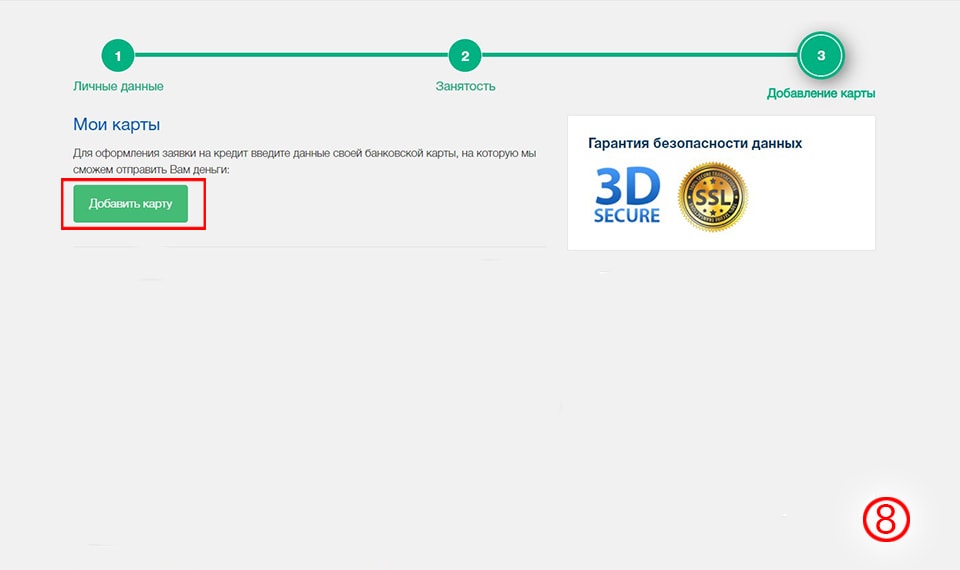 1
2
3
Личные данные
Занятость
Добавление карты
Мои карты
Для оформления заявки на кредит введите данные своей банковской карты, на которую мы
сможем отправить Вам деньги:
Добавить карту
Гарантия безопасности данных
3D
SECURE
SSL
8